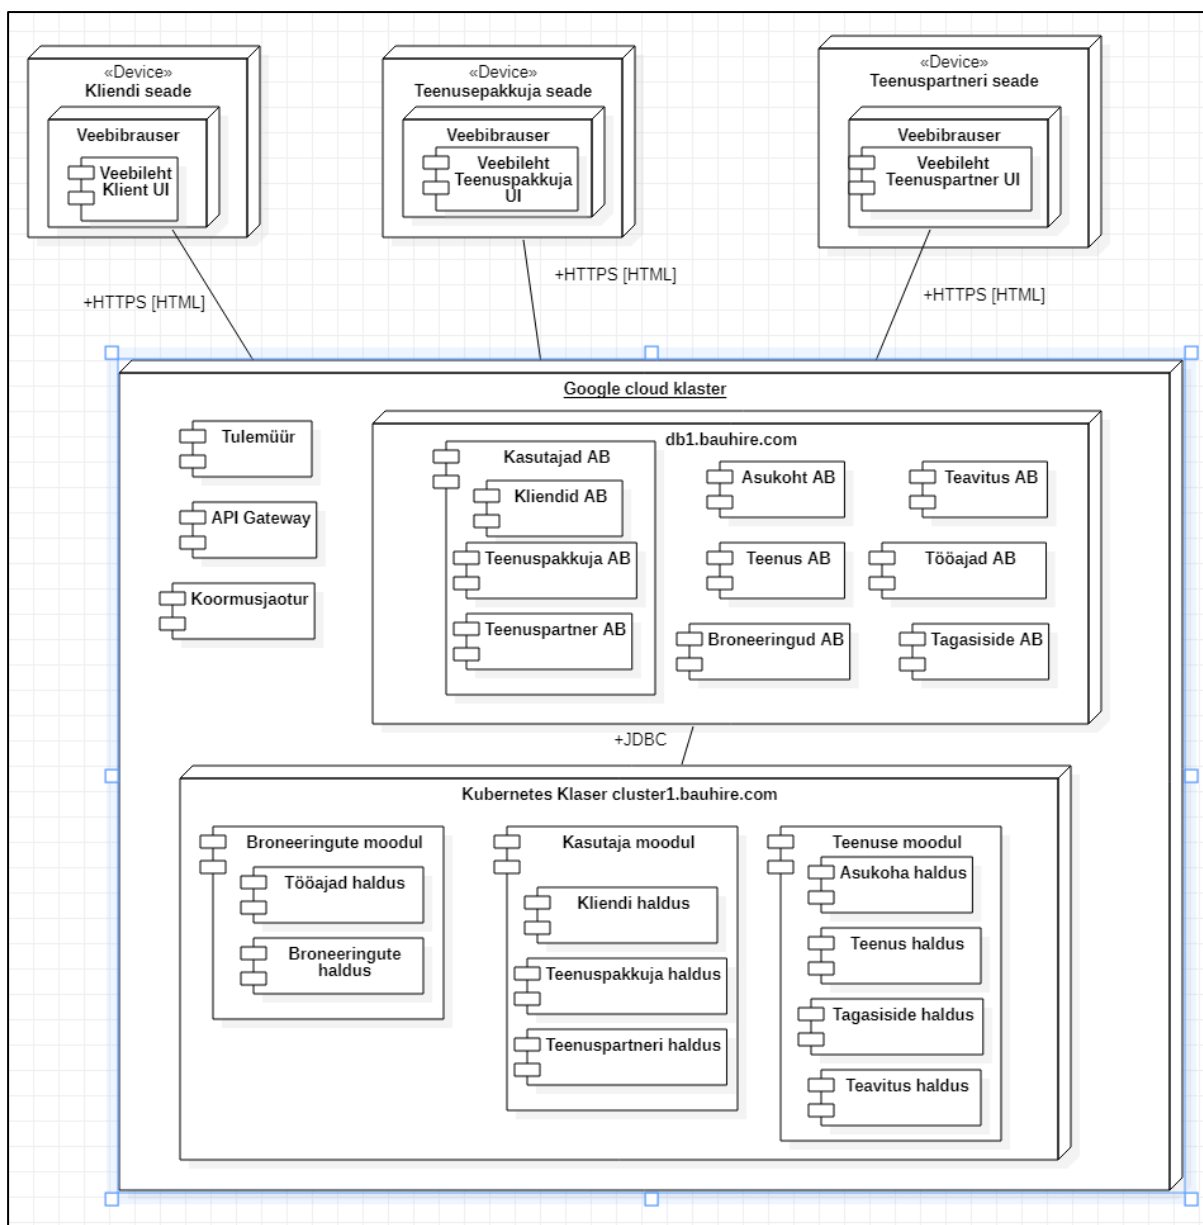 «Device»
Kliendi seade
Veebibrauser
Veebileht
Klient UI
«Device»
Teenusepakkuja seade
Veebibrauser
Veebileht
Teenuspakkuja
UI
«Device»
Teenuspartneri seade
Veebibrauser
Veebileht
Teenuspartner UI
+HTTPS [HTML]
+HTTPS [HTML]
+HTTPS [HTML]
Google cloud klaster
Tulemüür
API Gateway
Koormusjaotur
db1.bauhire.com
Kasutajad AB
Kliendid AB
Teenuspakkuja AB
Teenuspartner AB
Asukoht AB
Teavitus AB
Teenus AB
Tööajad AB
Broneeringud AB
Tagasiside AB
+JDBC
Kubernetes Klaser cluster1.bauhire.com
Broneeringute moodul
Tööajad haldus
Broneeringute
haldus
Kasutaja moodul
Kliendi haldus
Teenuspakkuja haldus
Teenuspartneri haldus
Teenuse moodul
Asukoha haldus
Teenus haldus
Tagasiside haldus
Teavitus haldus